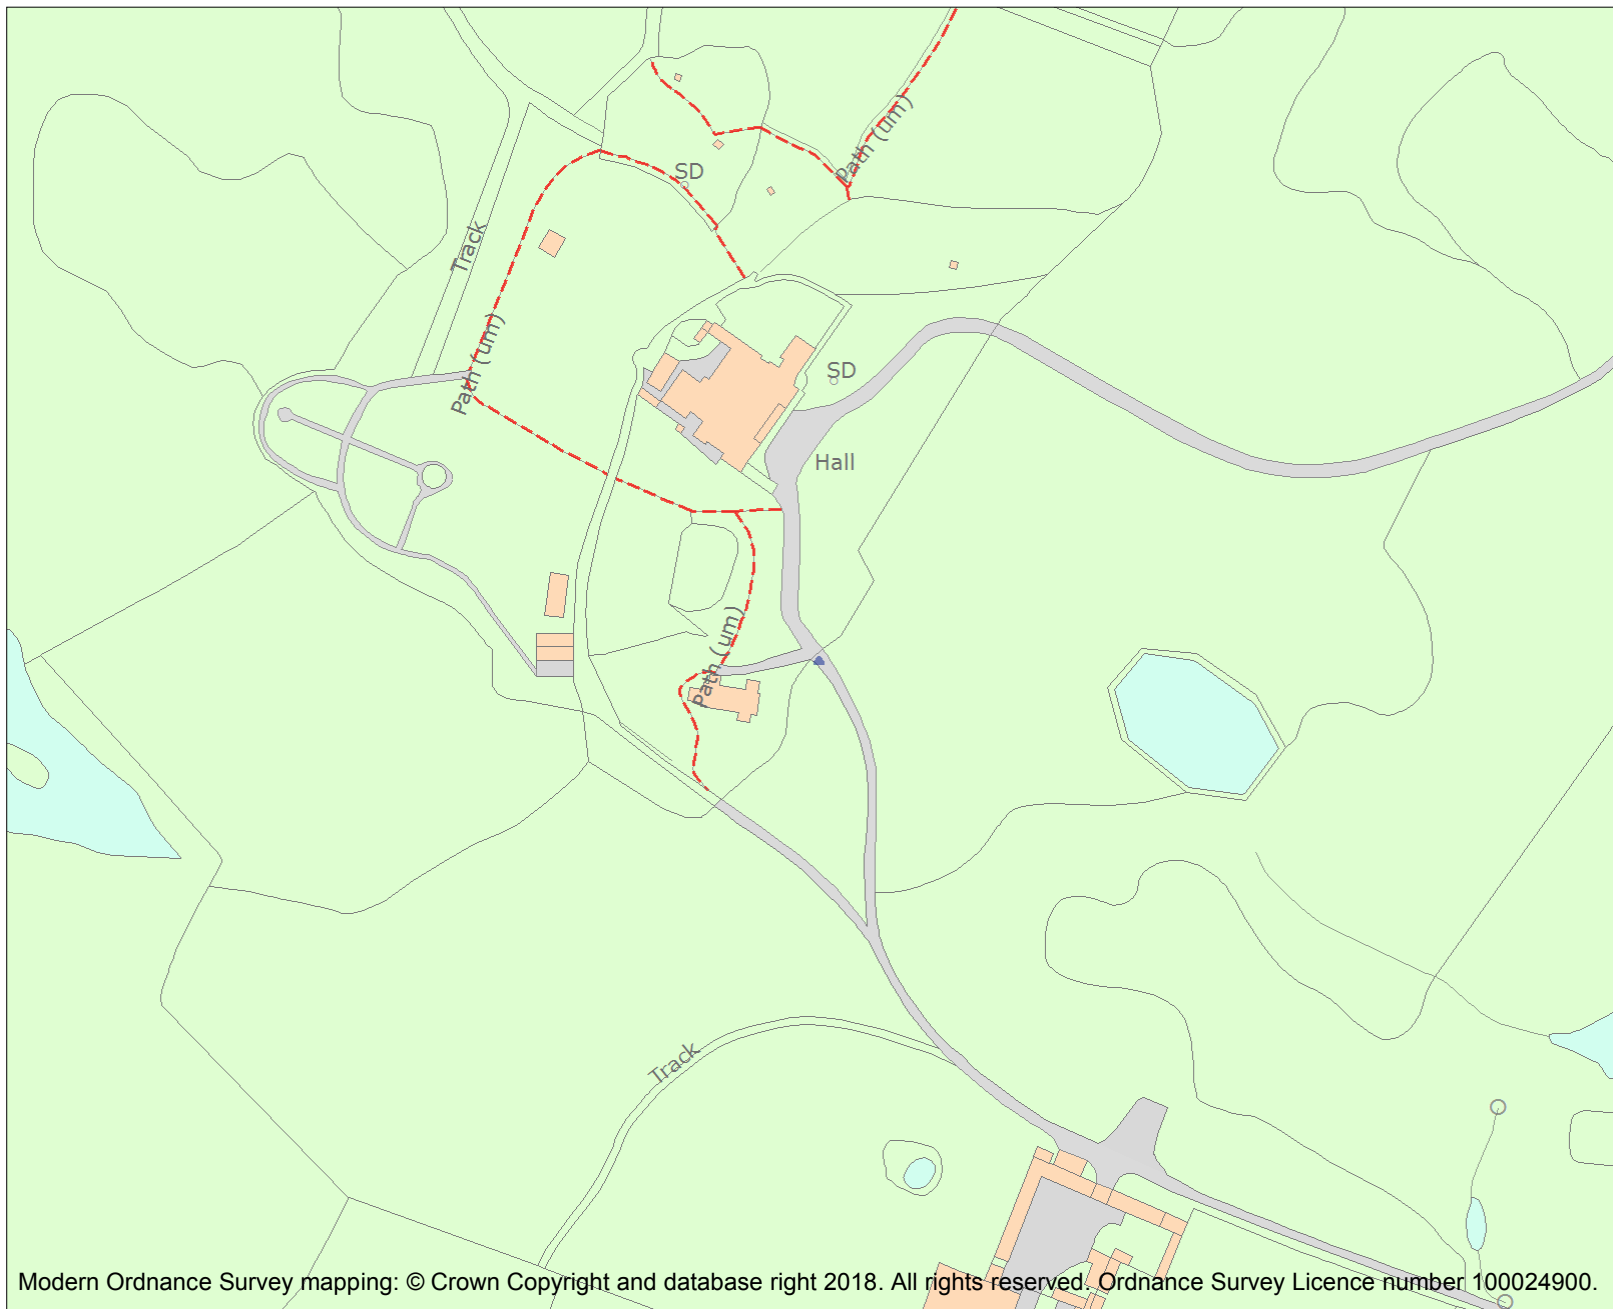 Path (um)
SD
Track
Path (um)
SD
Hall
Path (um)
Track
Modern Ordnance Survey mapping: © Crown Copyright and database right 2018. All rights reserved. Ordnance Survey Licence number 100024900.